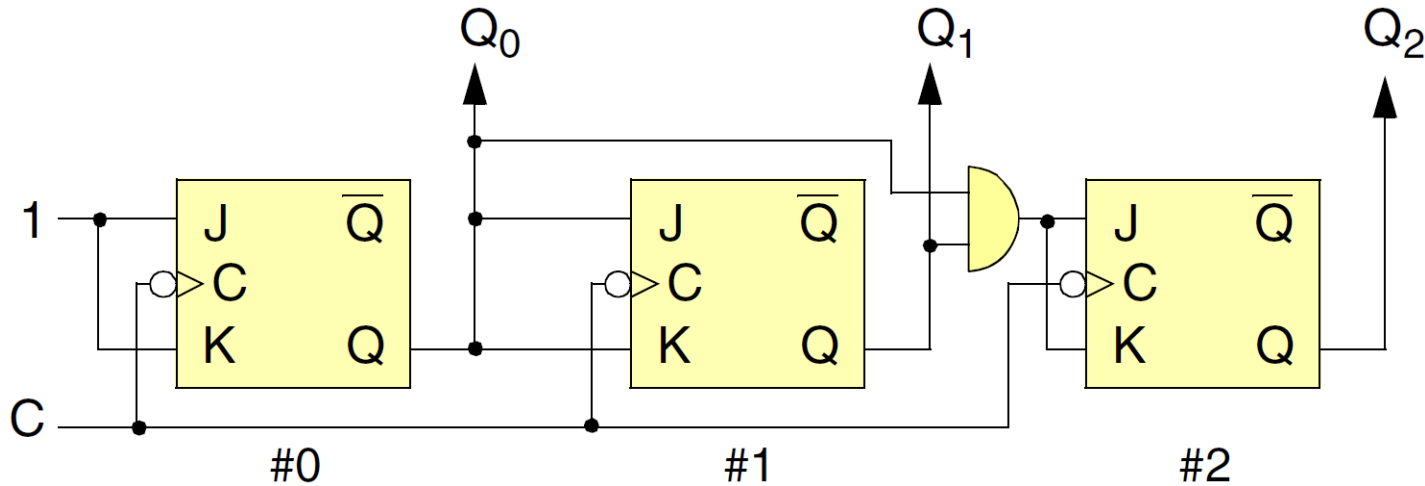 Q₀ Q₁ Q₂
1 J Q̅ J Q̅ J Q̅
C C C
K Q K Q K Q
C
#0 #1 #2